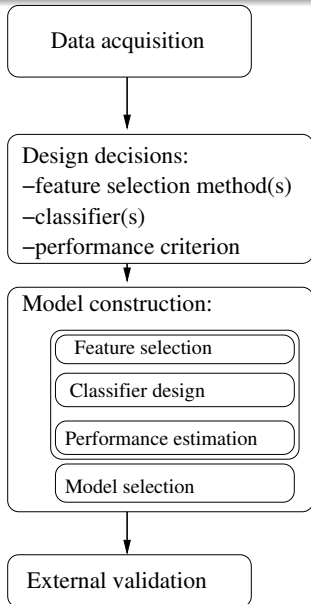 Data acquisition
Design decisions:
−feature selection method(s)
−classifier(s)
−performance criterion
Model construction:
Feature selection
Classifier design
Performance estimation
Model selection
External validation